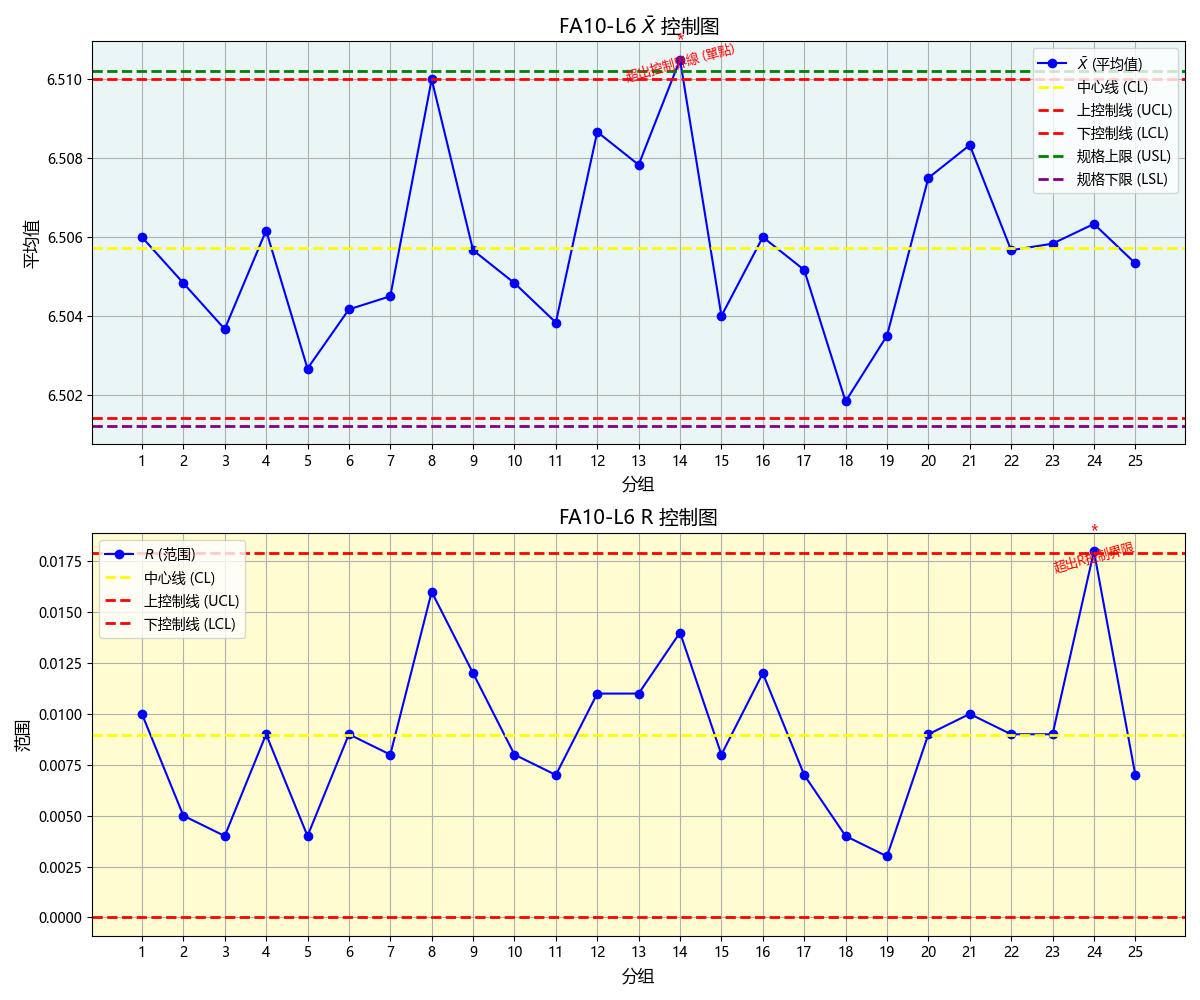 FA10-L6 X̄ 控制图
*
超出控制界線 (單點)
平均值
6.510
6.508
6.506
6.504
6.502
X̄ (平均值)
中心线 (CL)
上控制线 (UCL)
下控制线 (LCL)
规格上限 (USL)
规格下限 (LSL)
1 2 3 4 5 6 7 8 9 10 11 12 13 14 15 16 17 18 19 20 21 22 23 24 25
分组
FA10-L6 R 控制图
*
超出R控制界限
范围
0.0175
0.0150
0.0125
0.0100
0.0075
0.0050
0.0025
0.0000
R (范围)
中心线 (CL)
上控制线 (UCL)
下控制线 (LCL)
1 2 3 4 5 6 7 8 9 10 11 12 13 14 15 16 17 18 19 20 21 22 23 24 25
分组